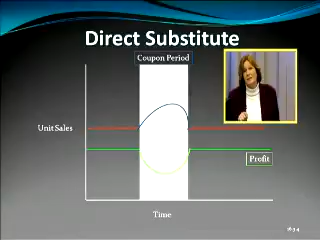 Direct Substitute
Coupon Period
Unit Sales
Profit
Time